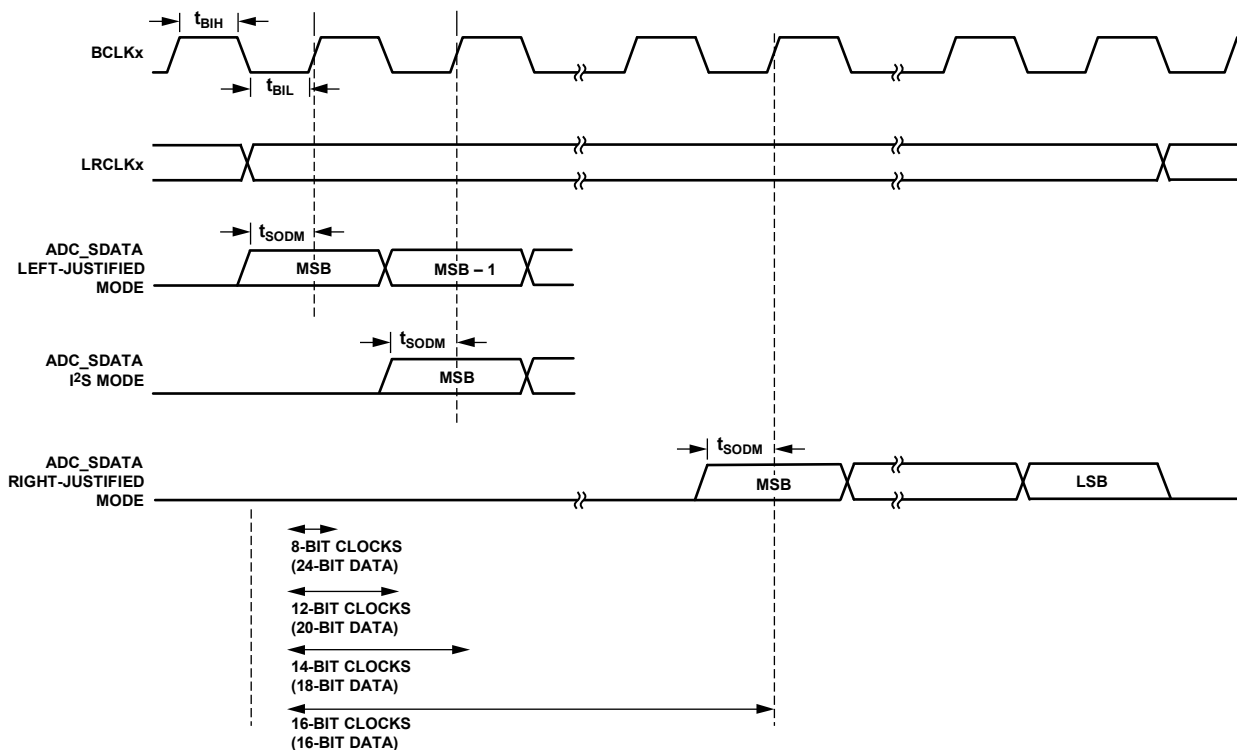 tBIH
BCLKx
tBIL
LRCLKx
tSODM
ADC_SDATA
LEFT-JUSTIFIED
MODE
MSB
MSB – 1
tSODM
ADC_SDATA
I2S MODE
MSB
tSODM
ADC_SDATA
RIGHT-JUSTIFIED
MODE
MSB
LSB
8-BIT CLOCKS
(24-BIT DATA)
12-BIT CLOCKS
(20-BIT DATA)
14-BIT CLOCKS
(18-BIT DATA)
16-BIT CLOCKS
(16-BIT DATA)